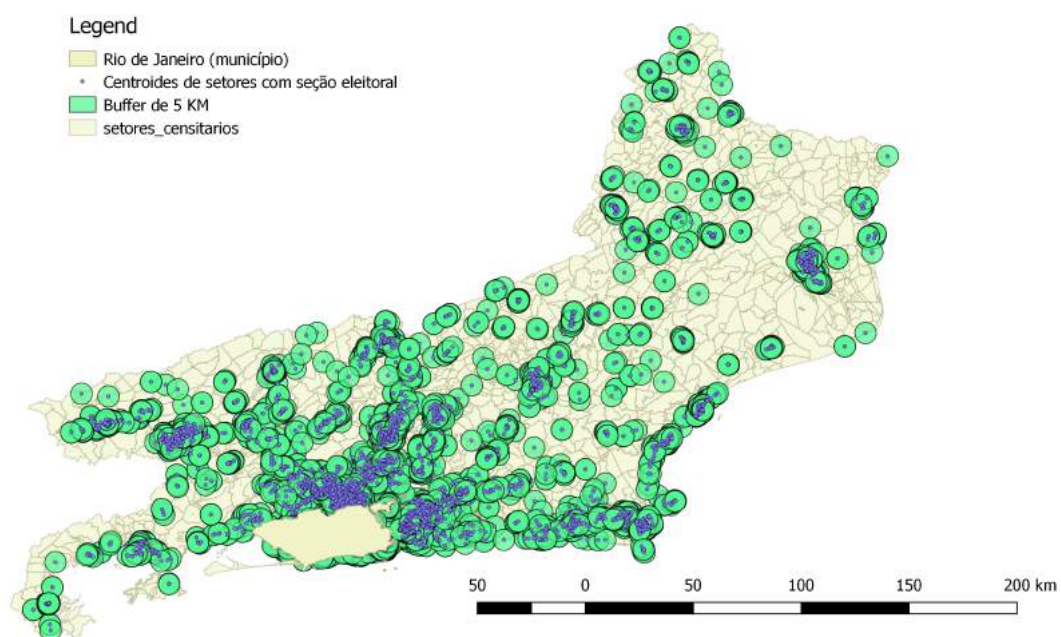 Legend
Rio de Janeiro (município)
Centroides de setores com seção eleitoral
Buffer de 5 KM
setores_censitarios
50 0 50 100 150 200 km